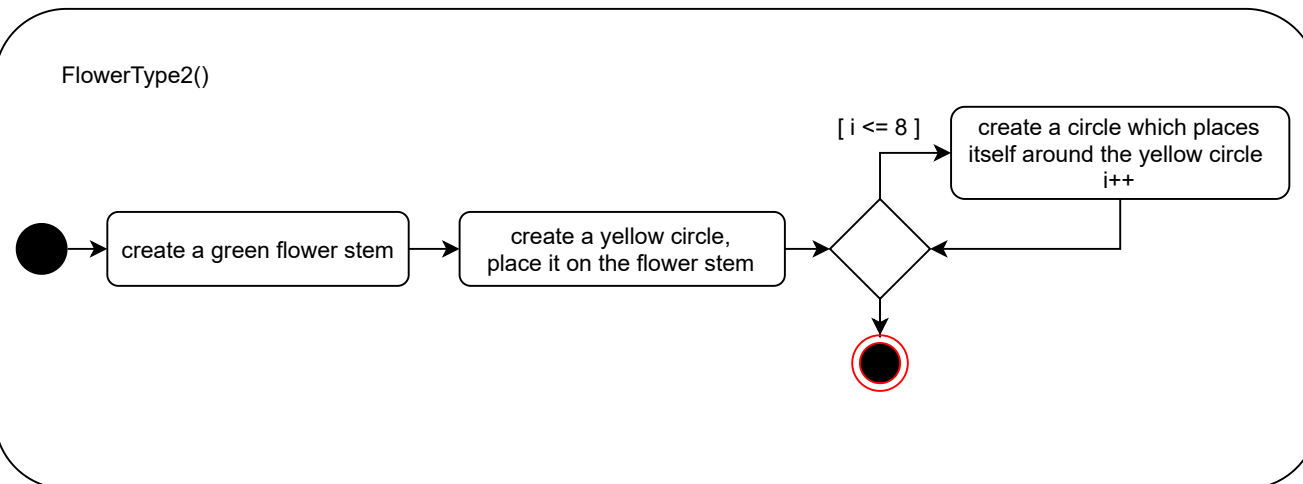 FlowerType2()
create a green flower stem
create a yellow circle,
place it on the flower stem
[ i <= 8 ]
create a circle which places
itself around the yellow circle
i++